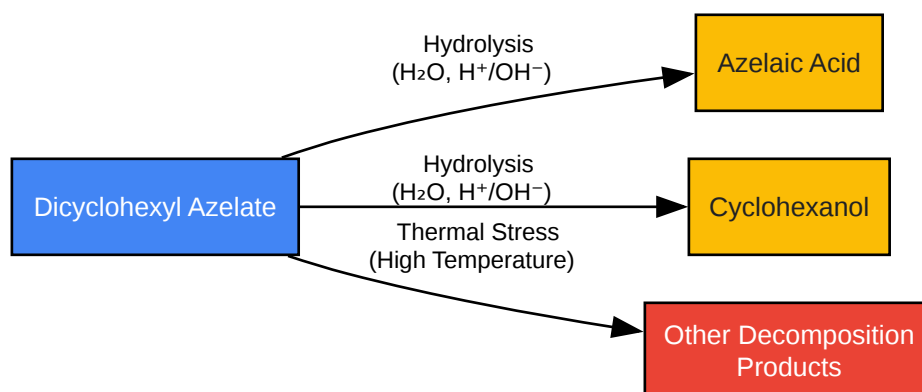 Hydrolysis
(H₂O, H⁺/OH⁻)
Azelaic Acid
Dicyclohexyl Azelate
Hydrolysis
(H₂O, H⁺/OH⁻)
Cyclohexanol
Thermal Stress
(High Temperature)
Other Decomposition
Products